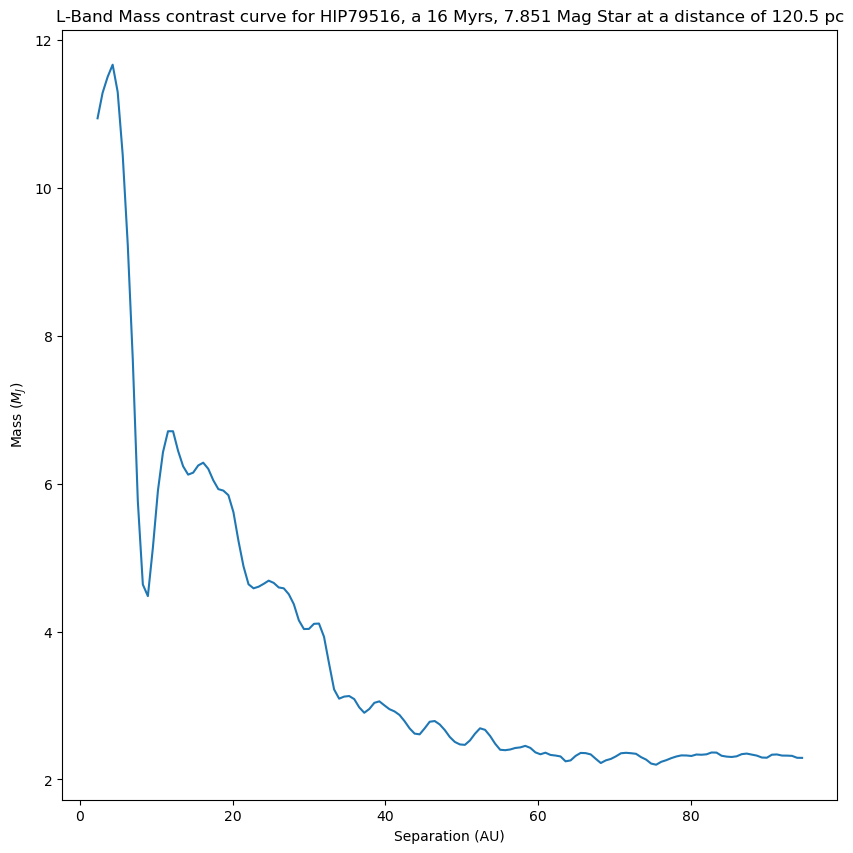 L-Band Mass contrast curve for HIP79516, a 16 Myrs, 7.851 Mag Star at a distance of 120.5 pc
12
10
8
6
4
2
Mass ($M_J$)
0 20 40 60 80
Separation (AU)